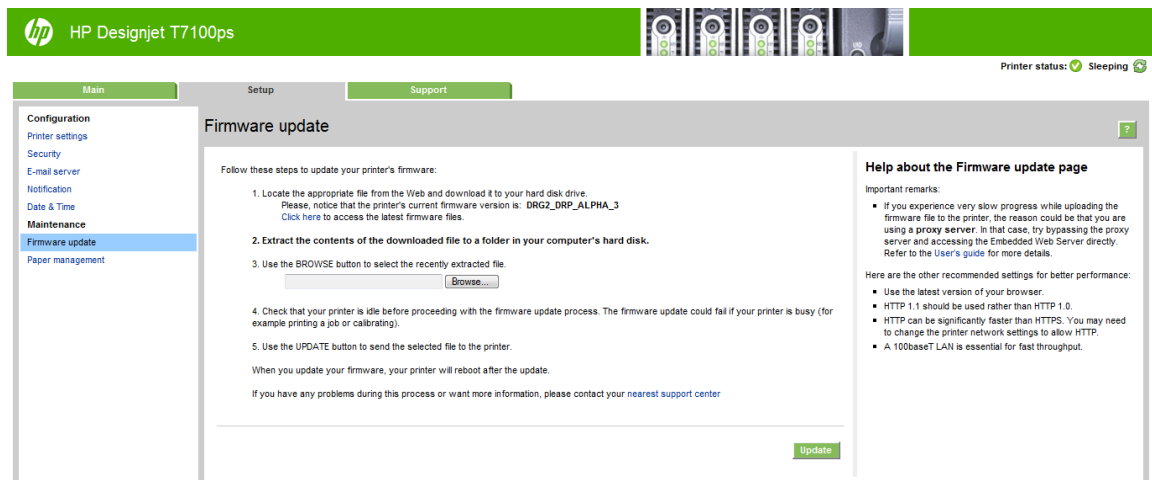 hp HP Designjet T7100ps
UID
Printer status: Sleeping
Main Setup Support
Configuration
Printer settings
Security
E-mail server
Notification
Date & Time
Maintenance
Firmware update
Paper management
Firmware update
?
Follow these steps to update your printer's firmware:
1. Locate the appropriate file from the Web and download it to your hard disk drive.
Please, notice that the printer's current firmware version is: DRG2_DRP_ALPHA_3
Click here to access the latest firmware files.
2. Extract the contents of the downloaded file to a folder in your computer's hard disk.
3. Use the BROWSE button to select the recently extracted file.
Browse...
4. Check that your printer is idle before proceeding with the firmware update process. The firmware update could fail if your printer is busy (for
example printing a job or calibrating).
5. Use the UPDATE button to send the selected file to the printer.
When you update your firmware, your printer will reboot after the update.
If you have any problems during this process or want more information, please contact your nearest support center
Update
Help about the Firmware update page
Important remarks:
▪ If you experience very slow progress while uploading the
firmware file to the printer, the reason could be that you are
using a proxy server. In that case, try bypassing the proxy
server and accessing the Embedded Web Server directly.
Refer to the User's guide for more details.
Here are the other recommended settings for better performance:
▪ Use the latest version of your browser.
▪ HTTP 1.1 should be used rather than HTTP 1.0.
▪ HTTP can be significantly faster than HTTPS. You may need
to change the printer network settings to allow HTTP.
▪ A 100baseT LAN is essential for fast throughput.